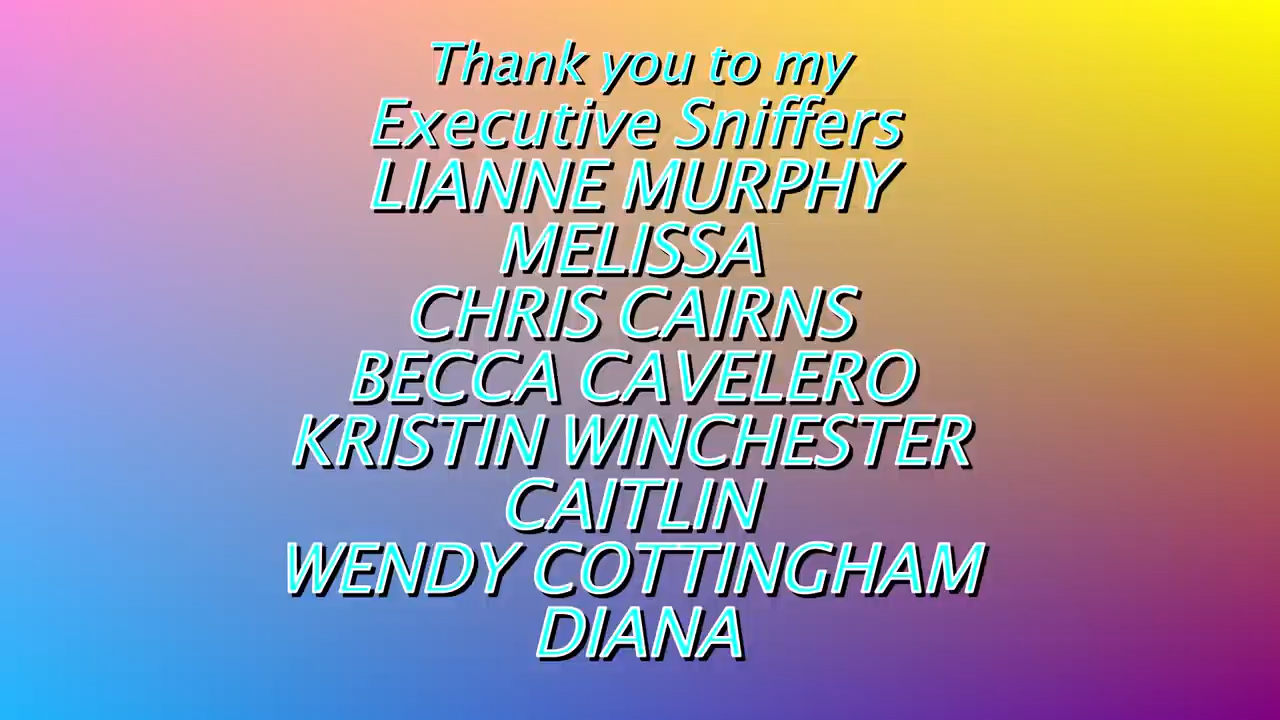 Thank you to my
Executive Sniffers
LIANNE MURPHY
MELISSA
CHRIS CAIRNS
BECCA CAVELERO
KRISTIN WINCHESTER
CAITLIN
WENDY COTTINGHAM
DIANA